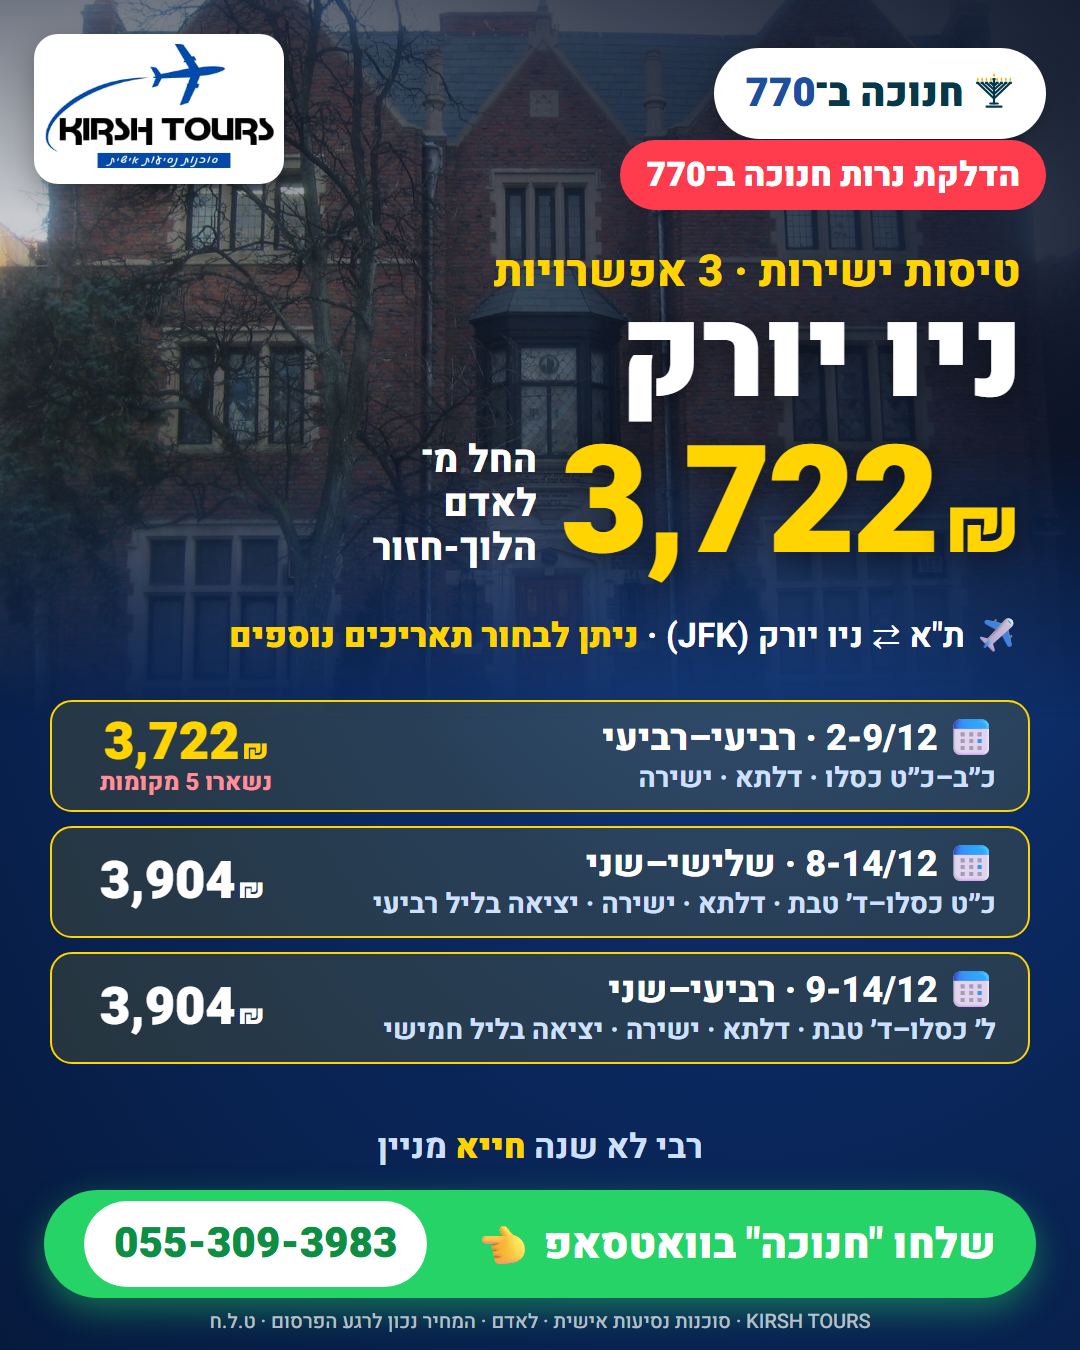 KIRSH TOURS
סוכנות נסיעות אישית
חנוכה ב־770
הדלקת נרות חנוכה ב־770
טיסות ישירות · 3 אפשרויות
ניו יורק
₪3,722
החל מ־
לאדם
הלוך-חזור
ת"א ⇄ ניו יורק (JFK) · ניתן לבחור תאריכים נוספים
2-9/12 · רביעי–רביעי
כ״ב–כ״ט כסלו · דלתא · ישירה
₪3,722
נשארו 5 מקומות
8-14/12 · שלישי–שני
כ״ט כסלו–ד׳ טבת · דלתא · ישירה · יציאה בליל רביעי
₪3,904
9-14/12 · רביעי–שני
ל׳ כסלו–ד׳ טבת · דלתא · ישירה · יציאה בליל חמישי
₪3,904
רבי לא שנה חייא מניין
שלחו "חנוכה" בוואטסאפ 👈
055-309-3983
KIRSH TOURS · סוכנות נסיעות אישית · לאדם · המחיר נכון לרגע הפרסום · ט.ל.ח